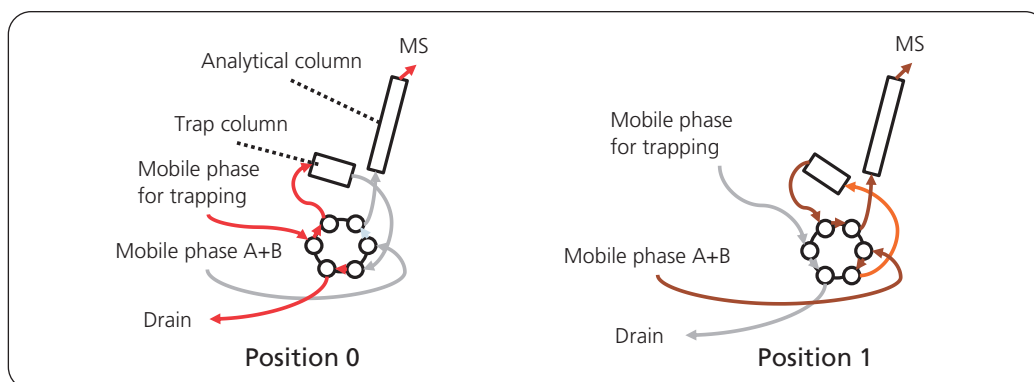 MS
Analytical column
Trap column
Mobile phase
for trapping
Mobile phase A+B
Drain
Position 0
MS
Mobile phase
for trapping
Mobile phase A+B
Drain
Position 1